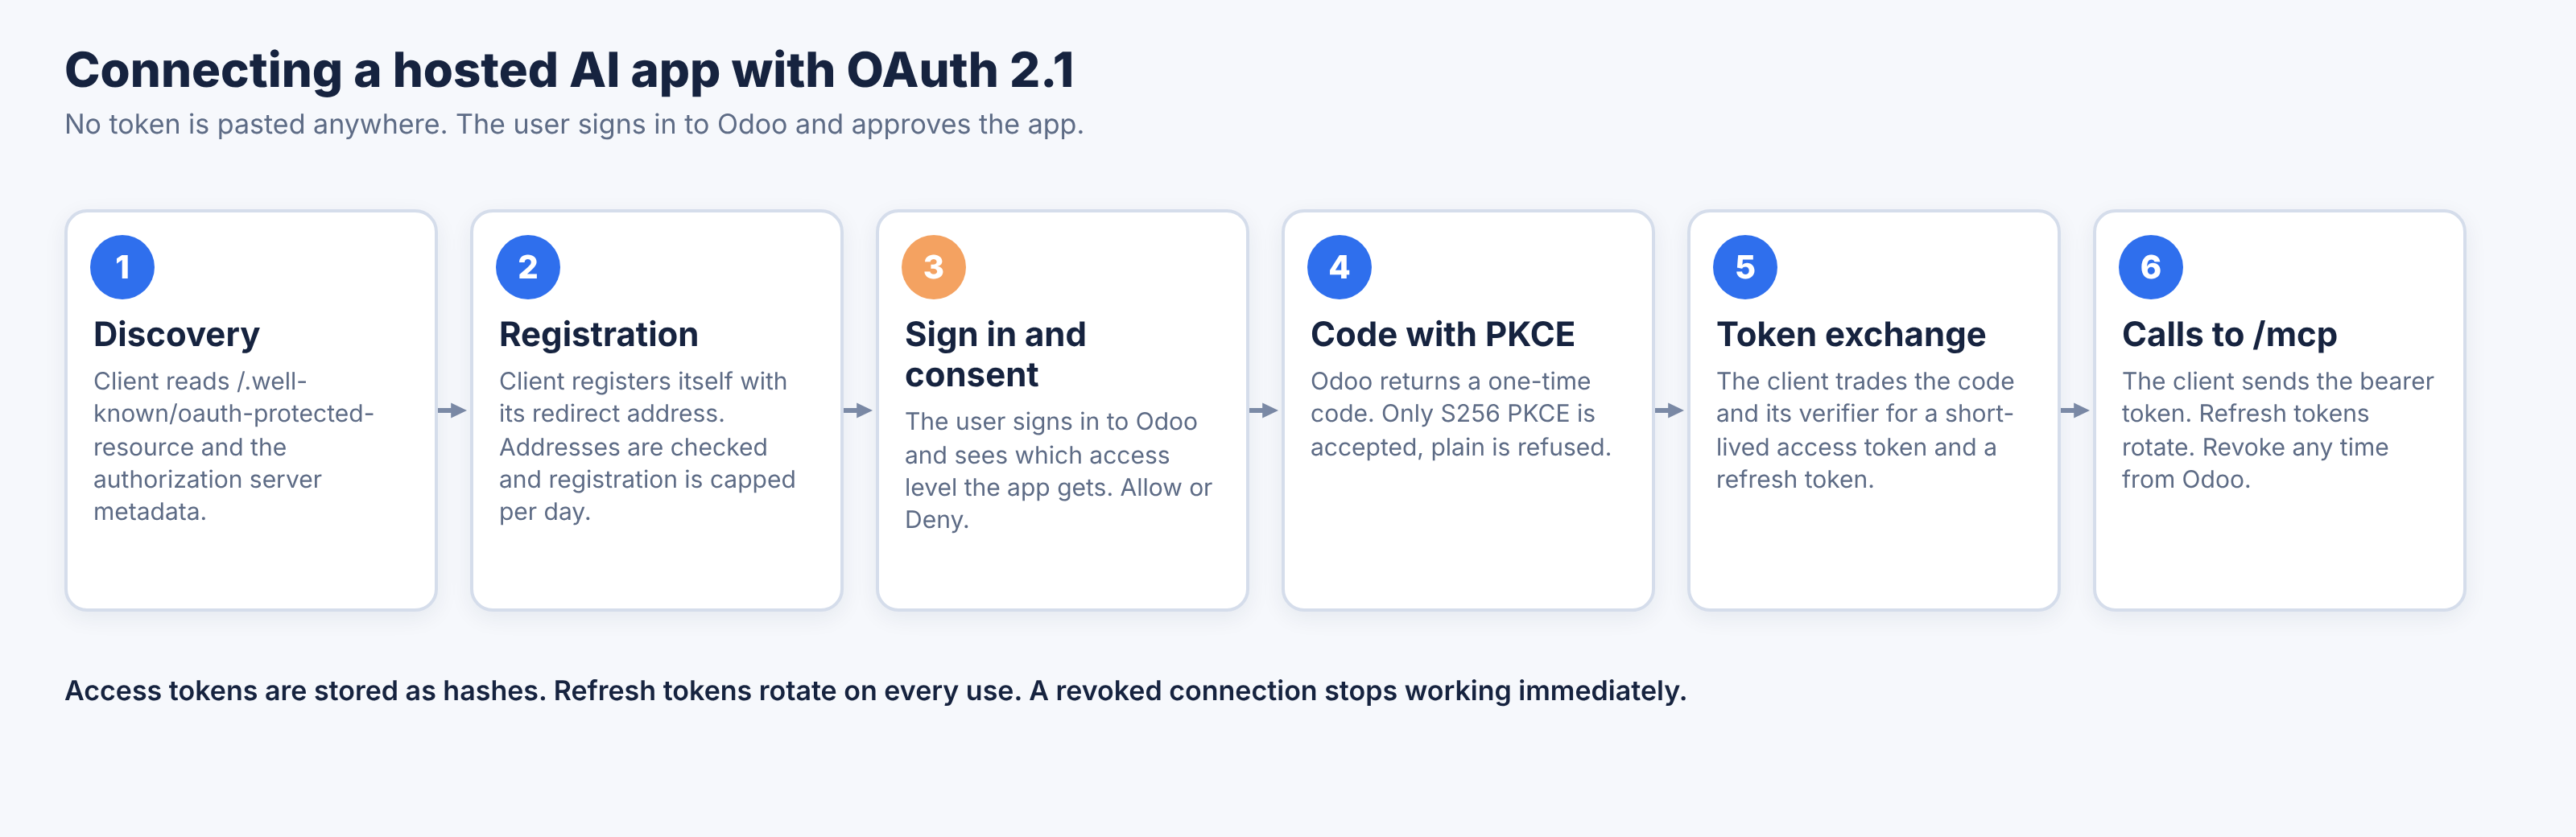 Connecting a hosted AI app with OAuth 2.1
No token is pasted anywhere. The user signs in to Odoo and approves the app.
1
Discovery
Client reads /.well-
known/oauth-protected-
resource and the
authorization server
metadata.
2
Registration
Client registers itself with
its redirect address.
Addresses are checked
and registration is capped
per day.
3
Sign in and
consent
The user signs in to Odoo
and sees which access
level the app gets. Allow or
Deny.
4
Code with PKCE
Odoo returns a one-time
code. Only S256 PKCE is
accepted, plain is refused.
5
Token exchange
The client trades the code
and its verifier for a short-
lived access token and a
refresh token.
6
Calls to /mcp
The client sends the bearer
token. Refresh tokens
rotate. Revoke any time
from Odoo.
Access tokens are stored as hashes. Refresh tokens rotate on every use. A revoked connection stops working immediately.